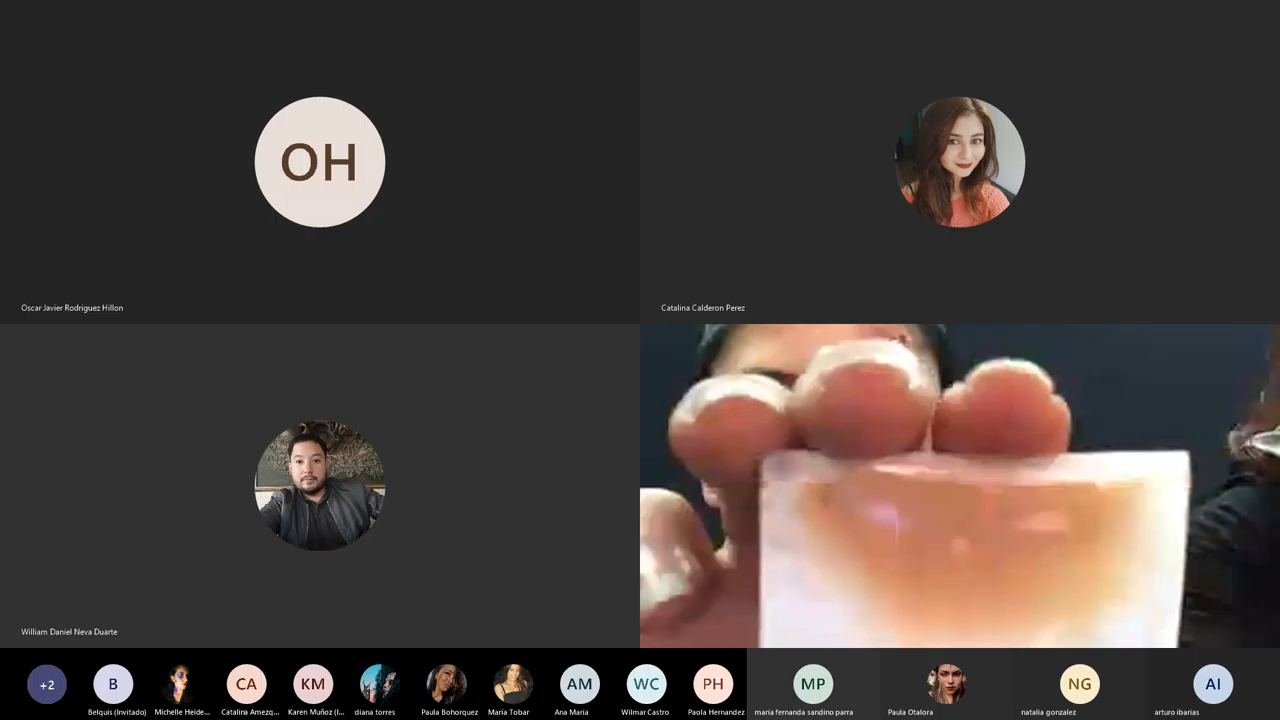 OH
Oscar Javier Rodriguez Hillon
Catalina Calderon Perez
William Daniel Neva Duarte
+2
B
CA
KM
AM
WC
PH
MP
NG
AI
Belquis (Invitado)
Michelle Heide...
Catalina Amezq...
Karen Muñoz (I...
diana torres
Paula Bohorquez
María Tobar
Ana Maria
Wilmar Castro
Paola Hernandez
maria fernanda sandino parra
Paula Otalora
natalia gonzalez
arturo ibarias